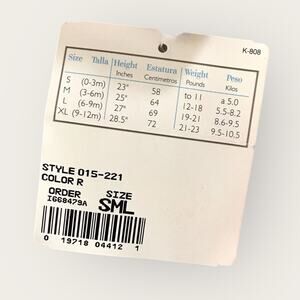 K-808
Size Talla Height Estatura Weight Peso
Inches Centimetros Pounds Kilos
S (0-3m) 23" 58 to 11 a 5.0
M (3-6m) 25" 64 12-18 5.5-8.2
L (6-9m) 27" 69 19-21 8.6-9.5
XL (9-12m) 28.5" 72 21-23 9.5-10.5
STYLE 015-221
COLOR R
ORDER SIZE
I668479A SML
0 19718 04412 1